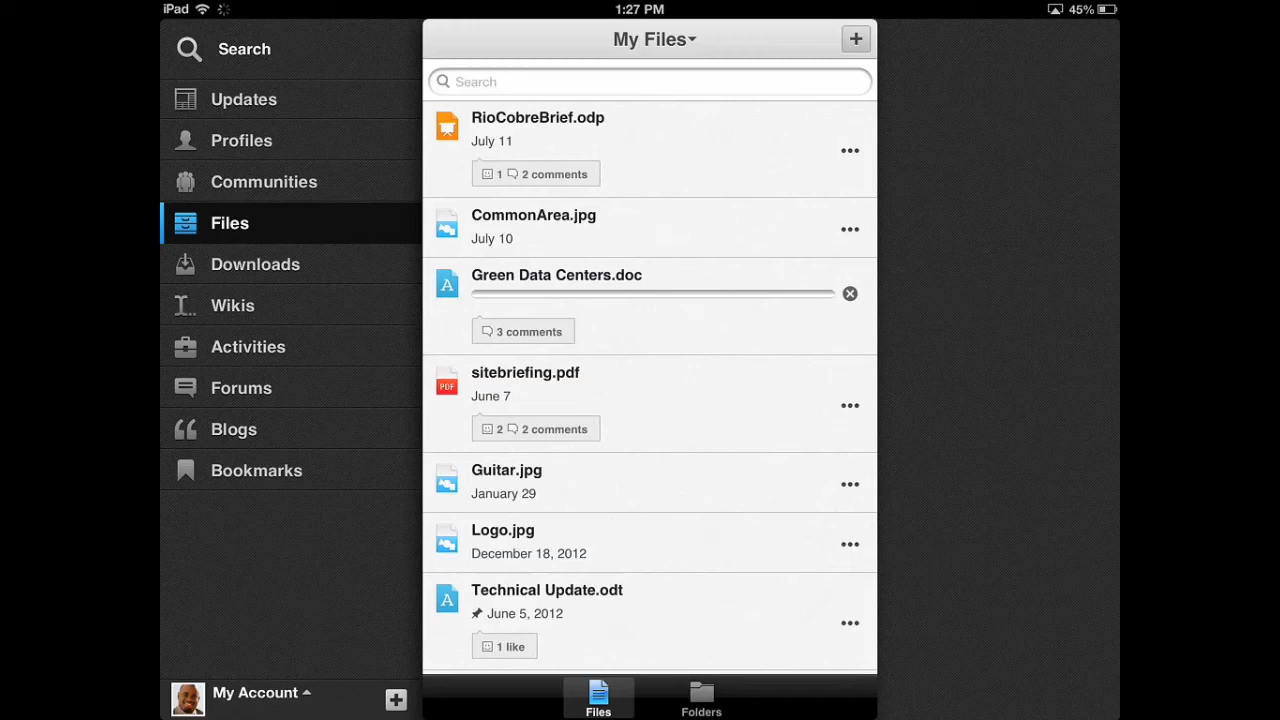 iPad
1:27 PM
45%
Search
Updates
Profiles
Communities
Files
Downloads
Wikis
Activities
Forums
Blogs
Bookmarks
My Account
My Files
Search
RioCobreBrief.odp
July 11
1 2 comments
CommonArea.jpg
July 10
Green Data Centers.doc
3 comments
sitebriefing.pdf
PDF
June 7
2 2 comments
Guitar.jpg
January 29
Logo.jpg
December 18, 2012
Technical Update.odt
June 5, 2012
1 like
Files
Folders